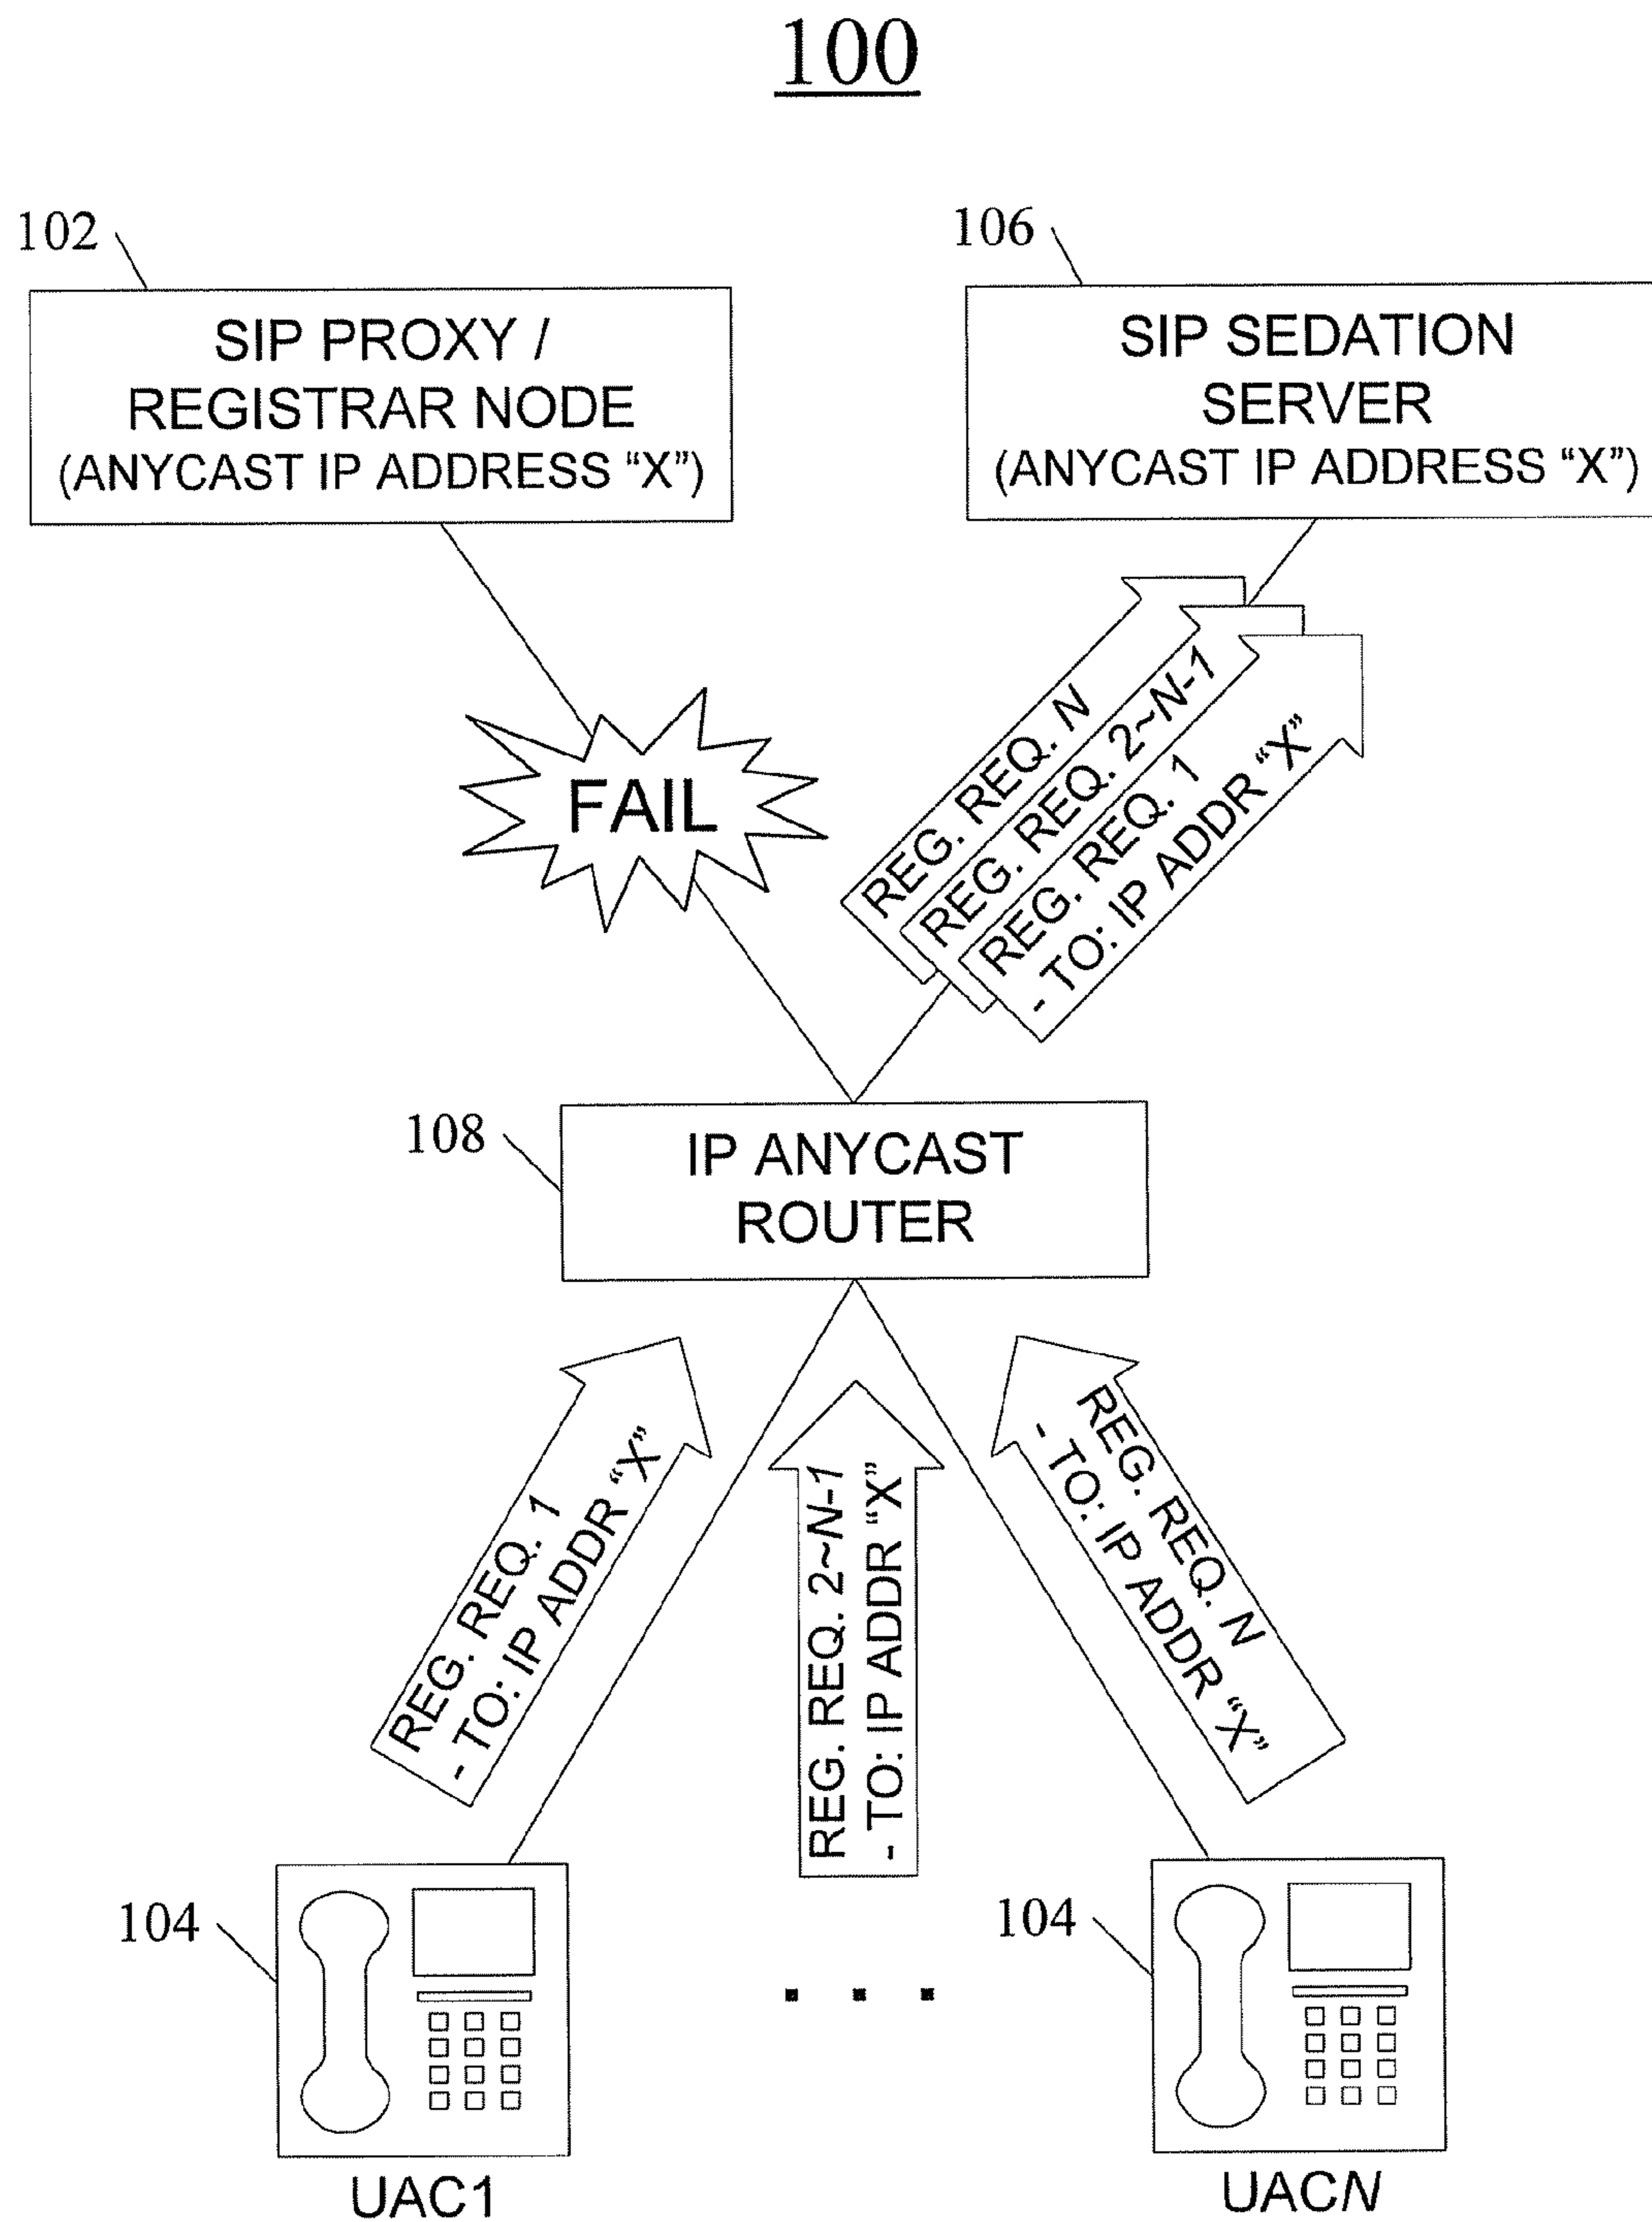 100
102
106
SIP PROXY /
REGISTRAR NODE
(ANYCAST IP ADDRESS “X”)
SIP SEDATION
SERVER
(ANYCAST IP ADDRESS “X”)
FAIL
REG. REQ. N
REG. REQ. 2~N-1
REG. REQ. 1
- TO: IP ADDR “X”
108
IP ANYCAST
ROUTER
REG. REQ. 1
- TO: IP ADDR “X”
REG. REQ. 2~N-1
- TO: IP ADDR “X”
REG. REQ. N
- TO: IP ADDR “X”
104
104
UAC1
UACN